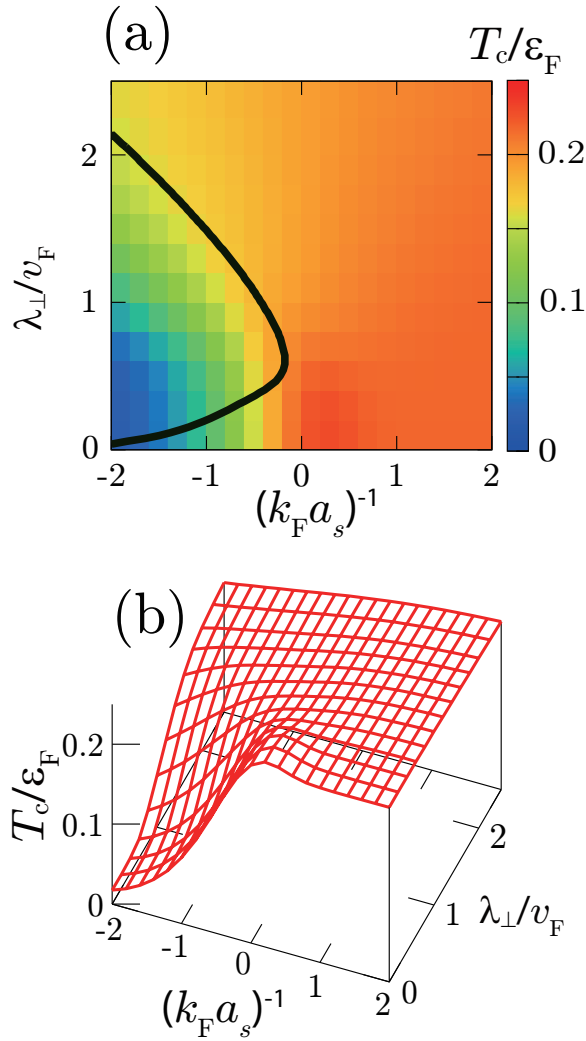 (a)
T_c/ε_F
2
1
0
λ_⊥/v_F
-2 -1 0 1 2
(k_F a_s)^-1
0.2
0.1
0
(b)
0.2
0.1
0
T_c/ε_F
-2 -1 0 1 2
(k_F a_s)^-1
0 1 2
λ_⊥/v_F